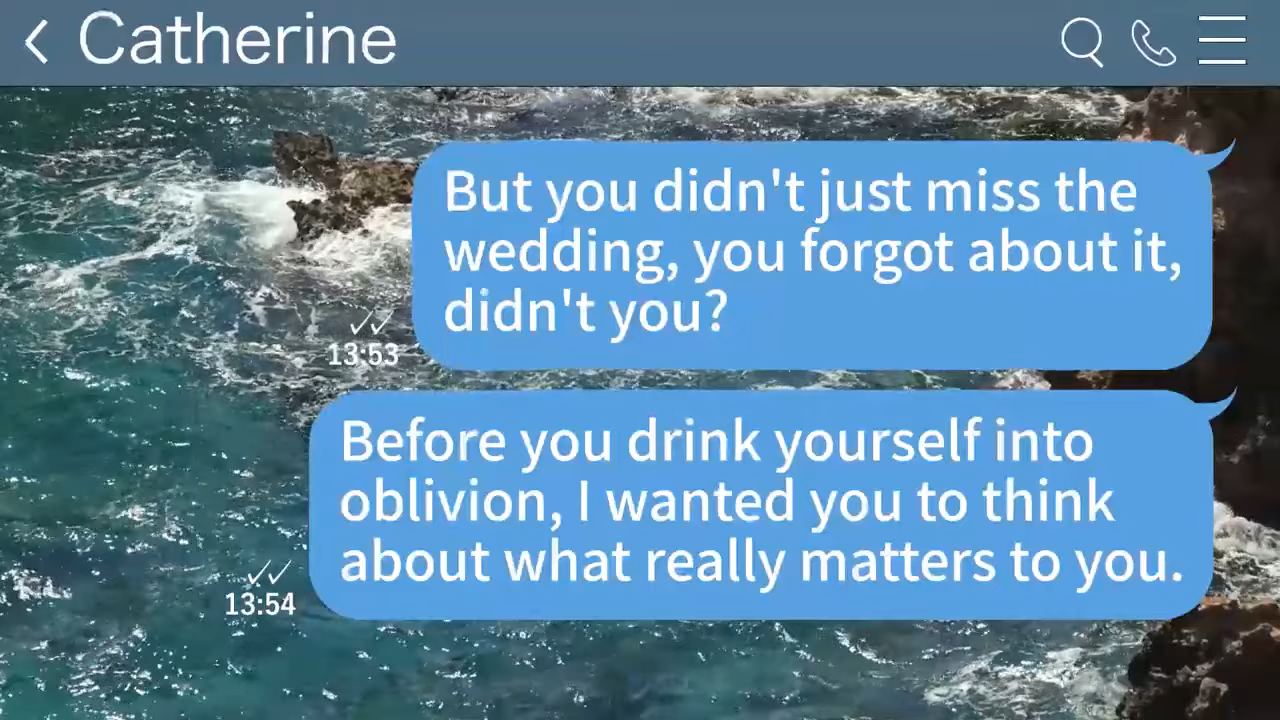 Catherine
But you didn't just miss the
wedding, you forgot about it,
didn't you?
13:53
Before you drink yourself into
oblivion, I wanted you to think
about what really matters to you.
13:54